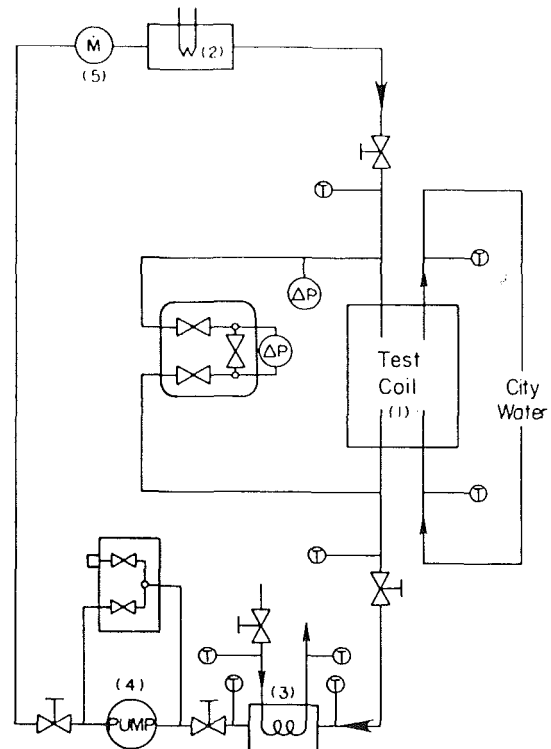 Ṁ
(2)
(5)
T
T
ΔP
ΔP
Test
Coil
(1)
City
Water
T
T
(4)
T
T
(3)
T
T
PUMP